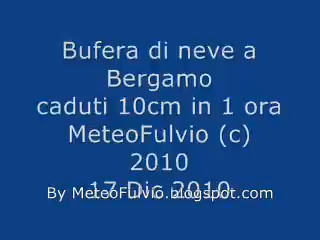 Bufera di neve a
Bergamo
caduti 10cm in 1 ora
MeteoFulvio (c)
2010
17 Dic 2010
By MeteoFulvio.blogspot.com